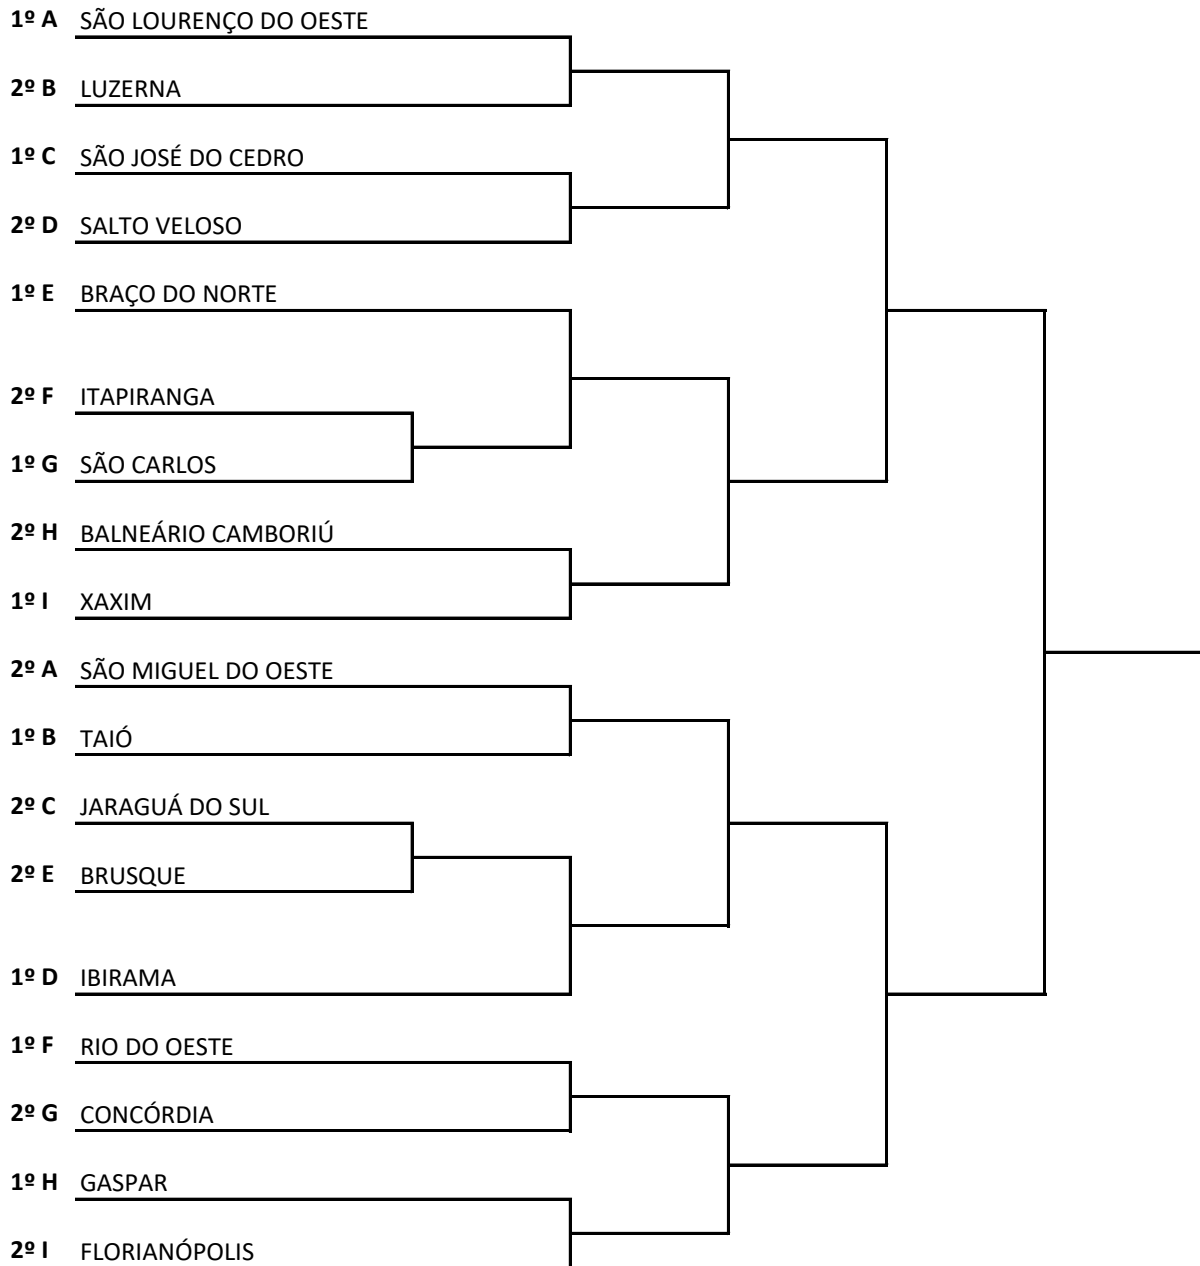 1º A SÃO LOURENÇO DO OESTE
2º B LUZERNA
1º C SÃO JOSÉ DO CEDRO
2º D SALTO VELOSO
1º E BRAÇO DO NORTE
2º F ITAPIRANGA
1º G SÃO CARLOS
2º H BALNEÁRIO CAMBORIÚ
1º I XAXIM
2º A SÃO MIGUEL DO OESTE
1º B TAIÓ
2º C JARAGUÁ DO SUL
2º E BRUSQUE
1º D IBIRAMA
1º F RIO DO OESTE
2º G CONCÓRDIA
1º H GASPAR
2º I FLORIANÓPOLIS